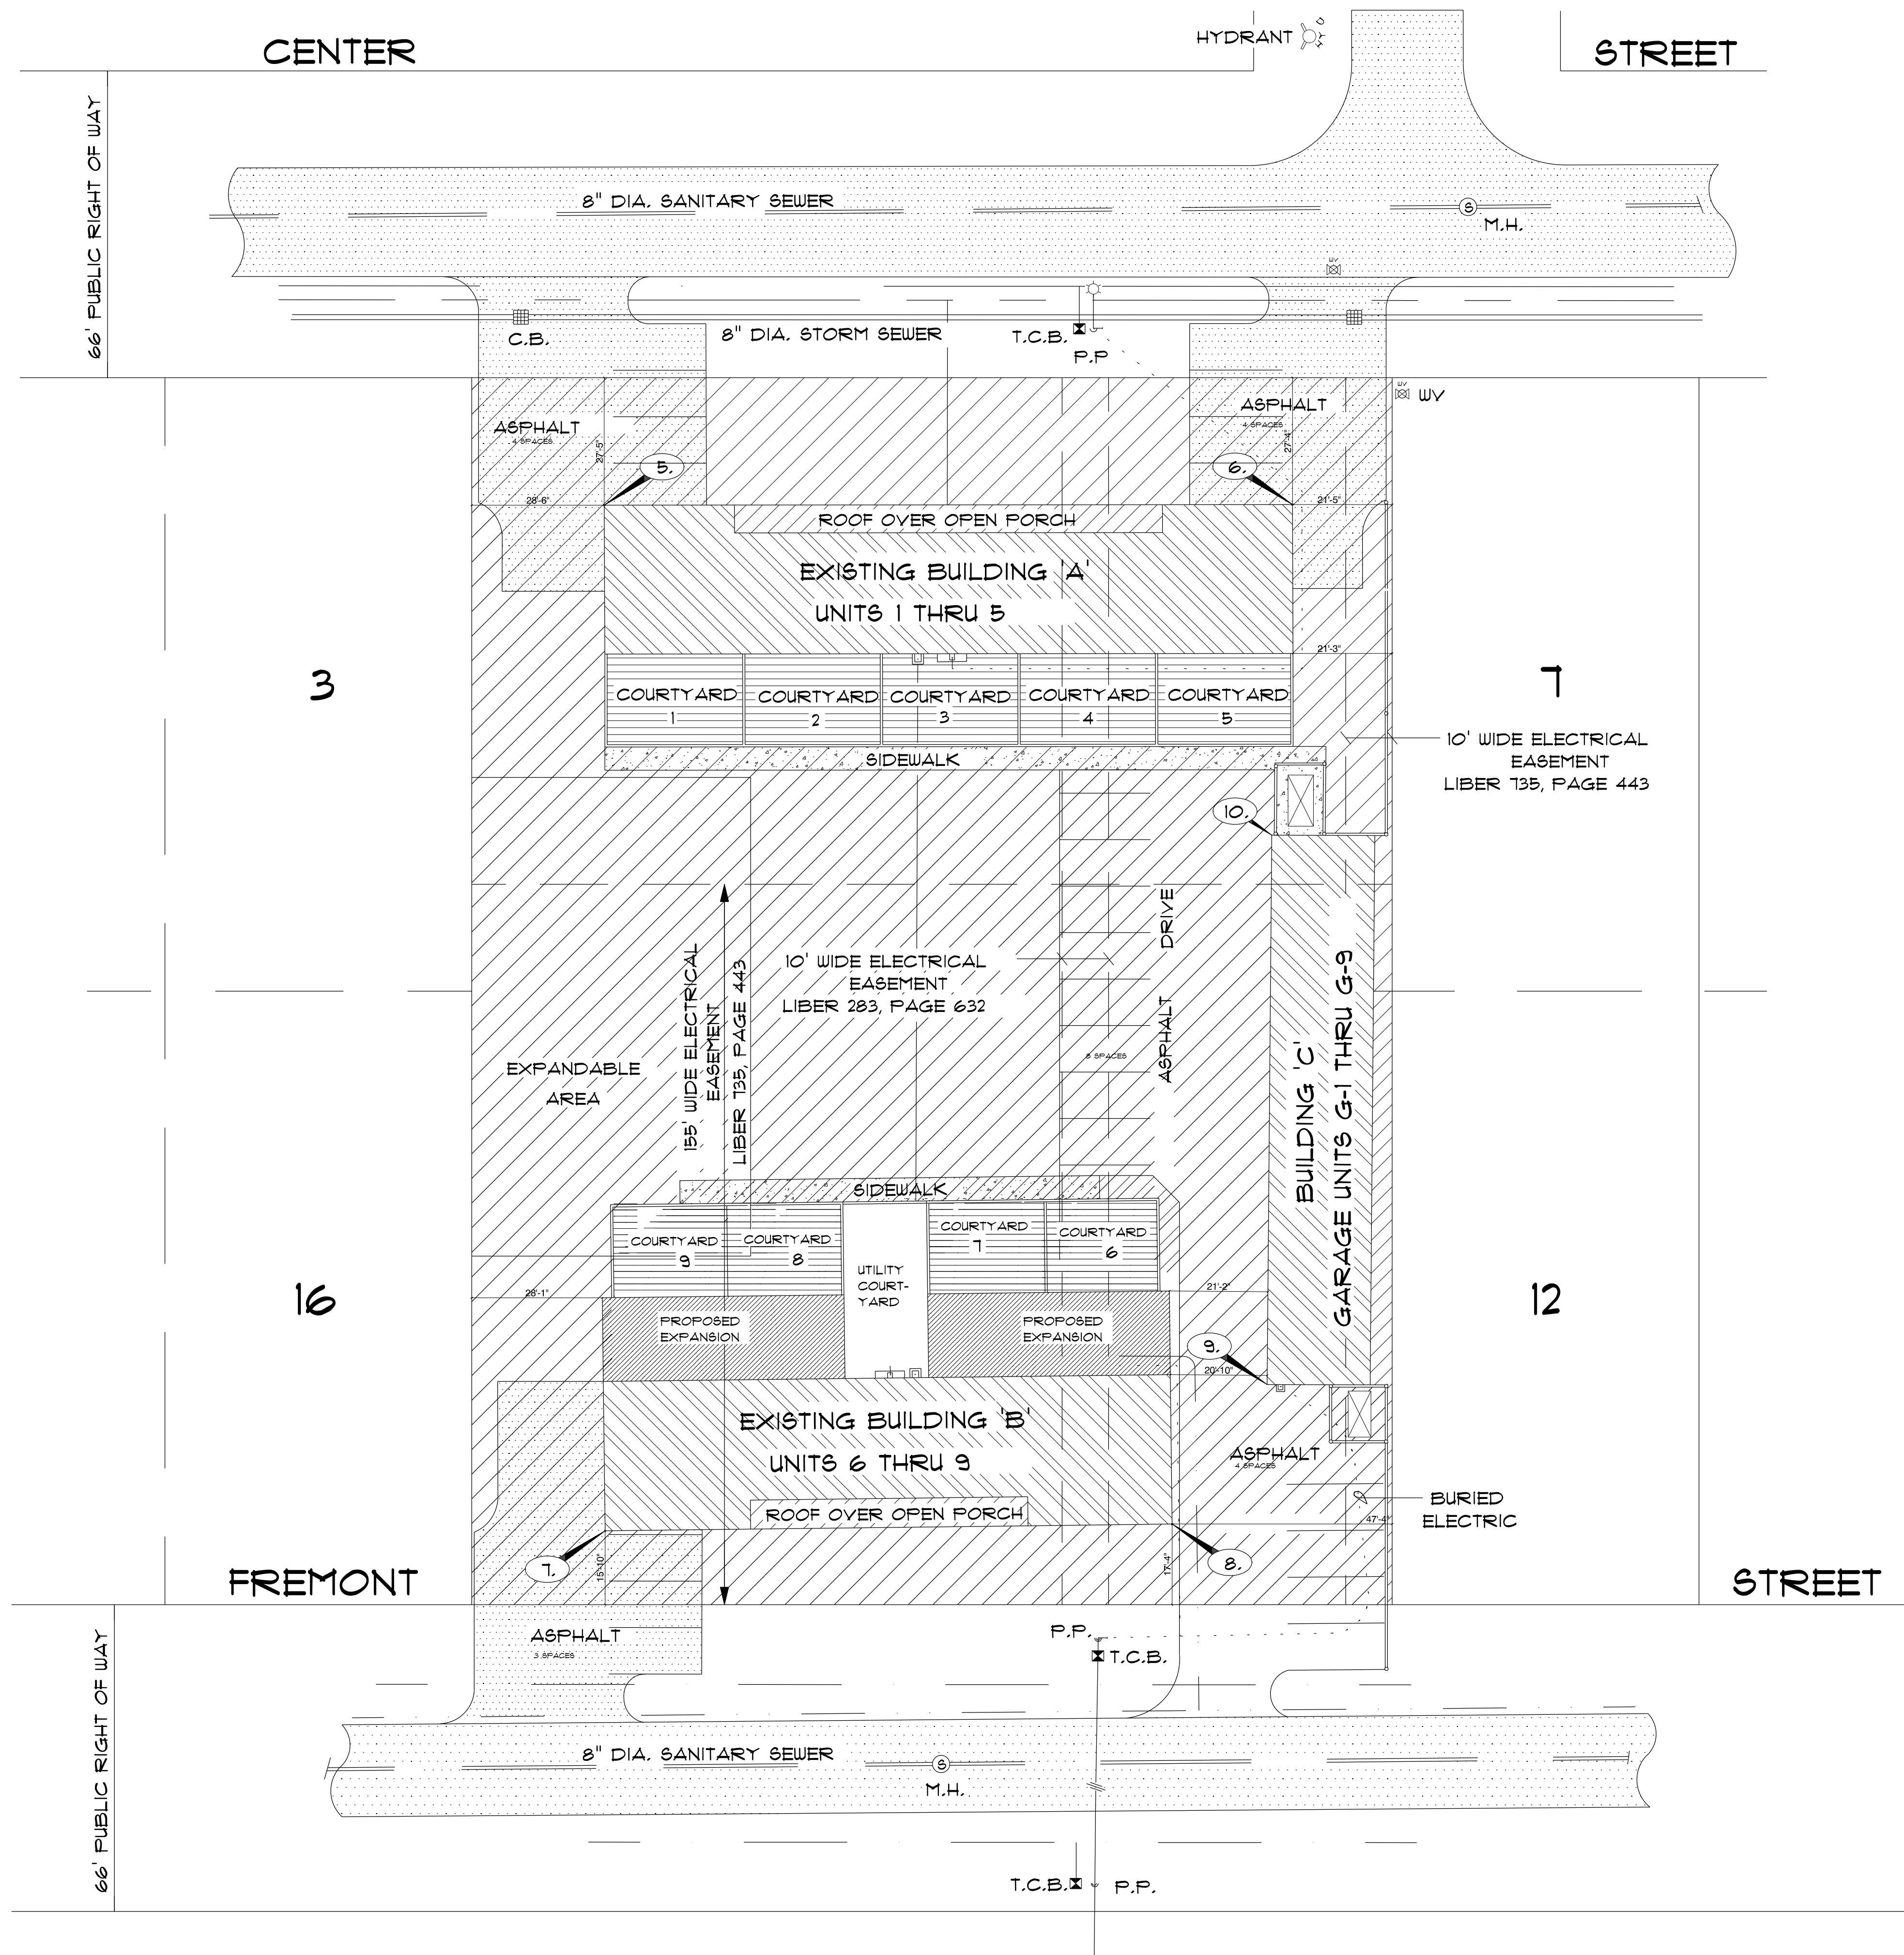 CENTER
HYDRANT
STREET
66' PUBLIC RIGHT OF WAY
8" DIA. SANITARY SEWER
S
M.H.
WV
C.B.
8" DIA. STORM SEWER
T.C.B.
P.P
WV
WV
ASPHALT
4 SPACES
27'-5"
5.
28'-6"
ASPHALT
4 SPACES
27'-4"
6.
21'-5"
ROOF OVER OPEN PORCH
EXISTING BUILDING 'A'
UNITS 1 THRU 5
21'-3"
3
7
COURTYARD
1
COURTYARD
2
COURTYARD
3
COURTYARD
4
COURTYARD
5
SIDEWALK
10' WIDE ELECTRICAL
EASEMENT
LIBER 735, PAGE 443
10.
155' WIDE ELECTRICAL
EASEMENT
LIBER 735, PAGE 443
10' WIDE ELECTRICAL
EASEMENT
LIBER 283, PAGE 632
ASPHALT DRIVE
8 SPACES
BUILDING 'C'
GARAGE UNITS G-1 THRU G-9
EXPANDABLE
AREA
SIDEWALK
COURTYARD
9
COURTYARD
8
COURTYARD
7
COURTYARD
6
UTILITY
COURT-
YARD
16
12
28'-1"
21'-2"
PROPOSED
EXPANSION
PROPOSED
EXPANSION
9.
20'-10"
EXISTING BUILDING 'B'
UNITS 6 THRU 9
ROOF OVER OPEN PORCH
ASPHALT
4 SPACES
BURIED
ELECTRIC
47'-4"
7.
15'-10"
17'-4"
8.
FREMONT
STREET
66' PUBLIC RIGHT OF WAY
ASPHALT
3 SPACES
P.P.
T.C.B.
8" DIA. SANITARY SEWER
S
M.H.
T.C.B.
P.P.